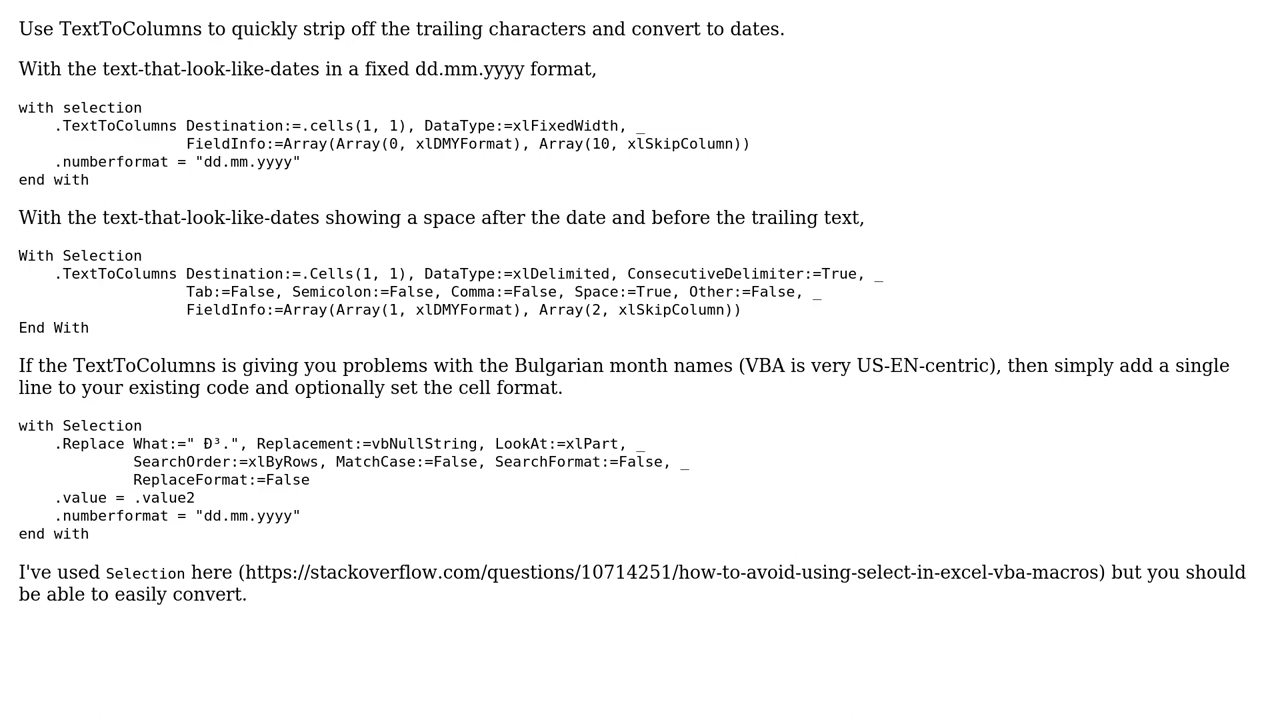 Use TextToColumns to quickly strip off the trailing characters and convert to dates.
With the text-that-look-like-dates in a fixed dd.mm.yyyy format,
with selection
    .TextToColumns Destination:=.cells(1, 1), DataType:=xlFixedWidth, _
                   FieldInfo:=Array(Array(0, xlDMYFormat), Array(10, xlSkipColumn))
    .numberformat = "dd.mm.yyyy"
end with
With the text-that-look-like-dates showing a space after the date and before the trailing text,
With Selection
    .TextToColumns Destination:=.Cells(1, 1), DataType:=xlDelimited, ConsecutiveDelimiter:=True, _
                   Tab:=False, Semicolon:=False, Comma:=False, Space:=True, Other:=False, _
                   FieldInfo:=Array(Array(1, xlDMYFormat), Array(2, xlSkipColumn))
End With
If the TextToColumns is giving you problems with the Bulgarian month names (VBA is very US-EN-centric), then simply add a single
line to your existing code and optionally set the cell format.
with Selection
    .Replace What:=" Ð³.", Replacement:=vbNullString, LookAt:=xlPart, _
             SearchOrder:=xlByRows, MatchCase:=False, SearchFormat:=False, _
             ReplaceFormat:=False
    .value = .value2
    .numberformat = "dd.mm.yyyy"
end with
I've used Selection here (https://stackoverflow.com/questions/10714251/how-to-avoid-using-select-in-excel-vba-macros) but you should
be able to easily convert.